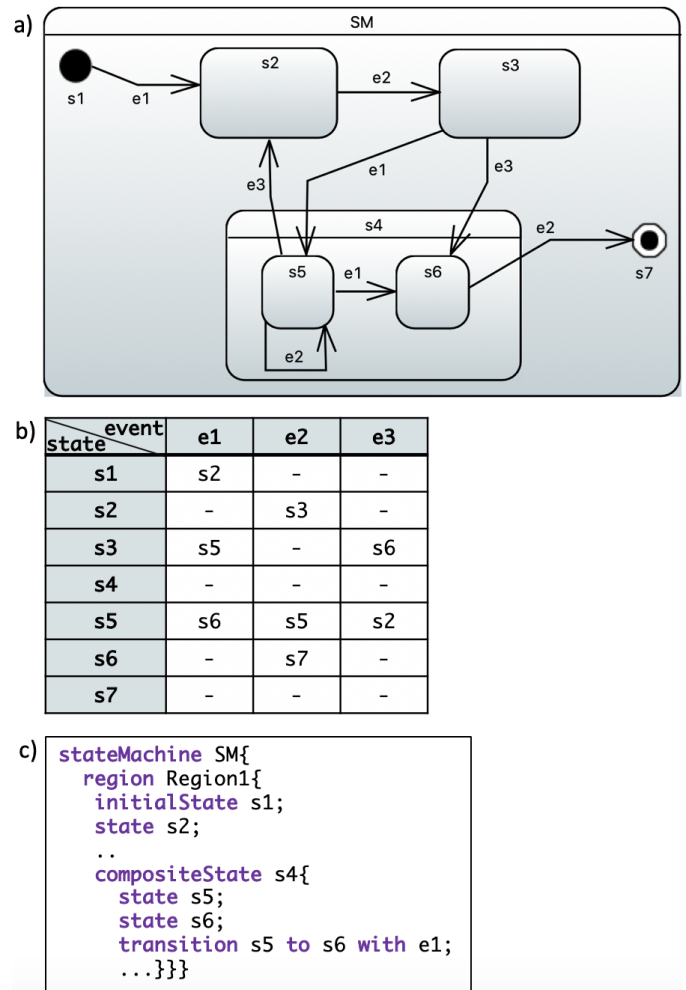 a)
SM
s1
e1
s2
e2
s3
e3
e1
e3
s4
s5
e1
s6
e2
e2
s7
b)
event
state
e1 e2 e3
s1 s2 - -
s2 - s3 -
s3 s5 - s6
s4 - - -
s5 s6 s5 s2
s6 - s7 -
s7 - - -
c)
stateMachine SM{
region Region1{
initialState s1;
state s2;
..
compositeState s4{
state s5;
state s6;
transition s5 to s6 with e1;
...}}}